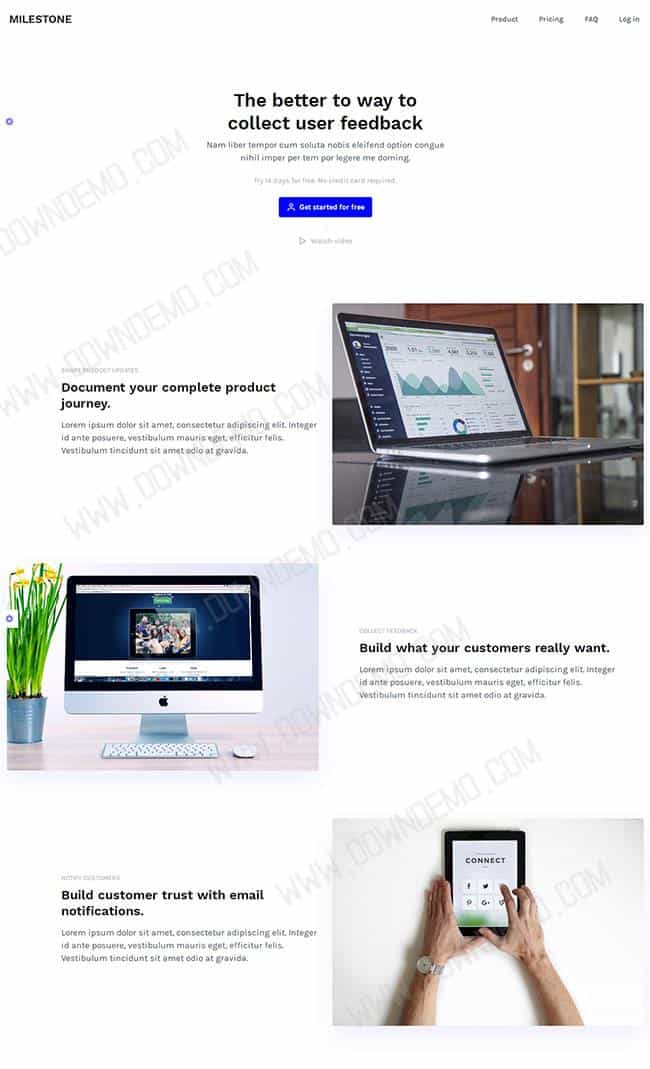 MILESTONE
Product Pricing FAQ Log in
The better to way to
collect user feedback
Nam liber tempor cum soluta nobis eleifend option congue
nihil imper per tem por legere me doming.
Try 14 days for free. No credit card required.
Get started for free
Watch video
SHARE PRODUCT UPDATES
Document your complete product
journey.
Lorem ipsum dolor sit amet, consectetur adipiscing elit. Integer
id ante posuere, vestibulum mauris eget, efficitur felis.
Vestibulum tincidunt sit amet odio at gravida.
COLLECT FEEDBACK
Build what your customers really want.
Lorem ipsum dolor sit amet, consectetur adipiscing elit. Integer
id ante posuere, vestibulum mauris eget, efficitur felis.
Vestibulum tincidunt sit amet odio at gravida.
CONNECT
NOTIFY CUSTOMERS
Build customer trust with email
notifications.
Lorem ipsum dolor sit amet, consectetur adipiscing elit. Integer
id ante posuere, vestibulum mauris eget, efficitur felis.
Vestibulum tincidunt sit amet odio at gravida.
WWW.DOWNDEMO.COM